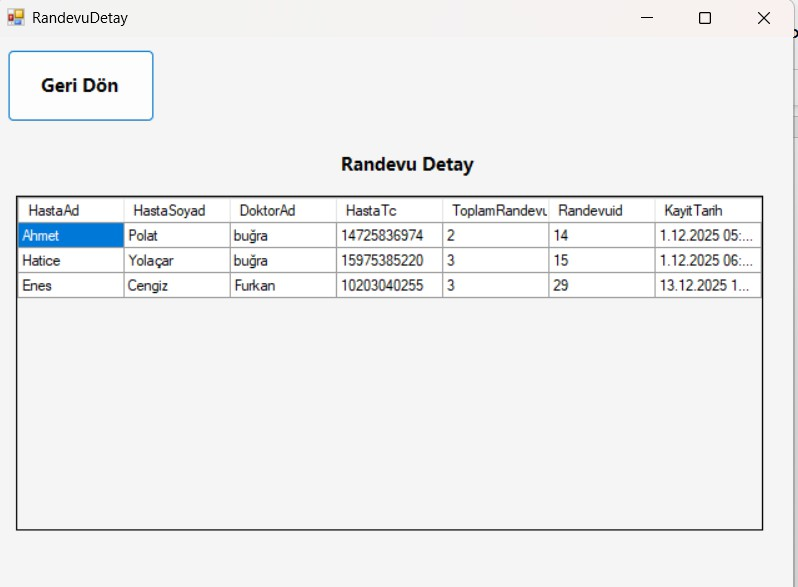 RandevuDetay
Geri Dön
Randevu Detay
HastaAd HastaSoyad DoktorAd HastaTc ToplamRandevu Randevuid KayitTarih
Ahmet Polat buğra 14725836974 2 14 1.12.2025 05:...
Hatice Yolaçar buğra 15975385220 3 15 1.12.2025 06:...
Enes Cengiz Furkan 10203040255 3 29 13.12.2025 1...